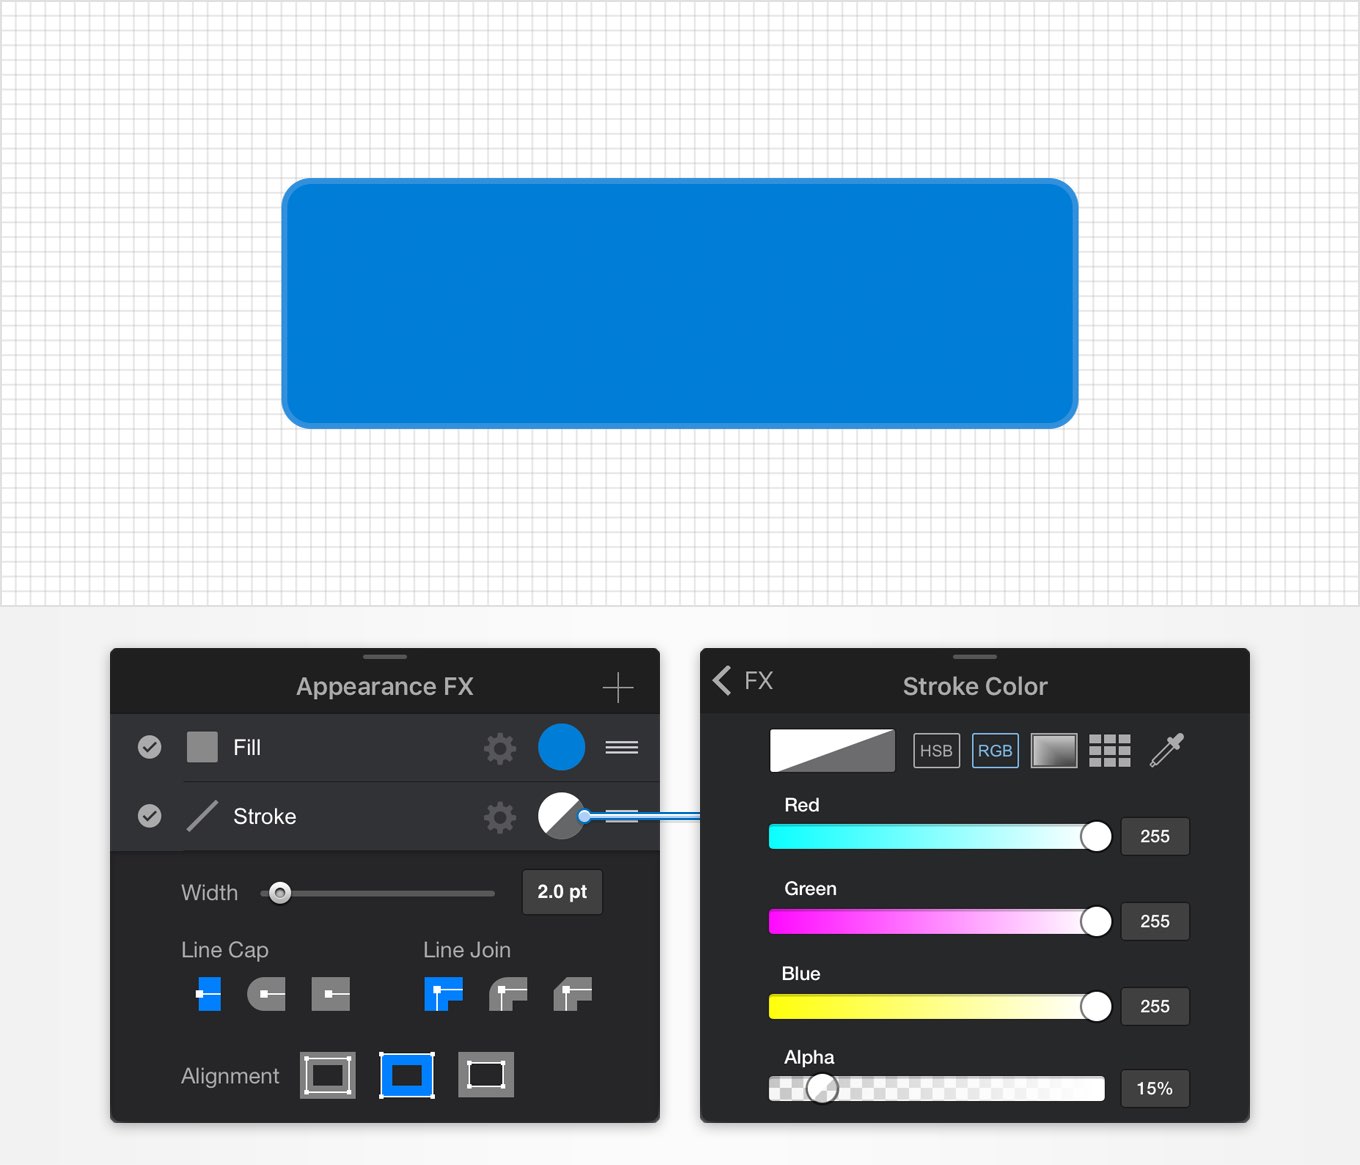 Appearance FX
Fill
Stroke
Width
2.0 pt
Line Cap
Line Join
Alignment
FX
Stroke Color
HSB
RGB
Red
255
Green
255
Blue
255
Alpha
15%